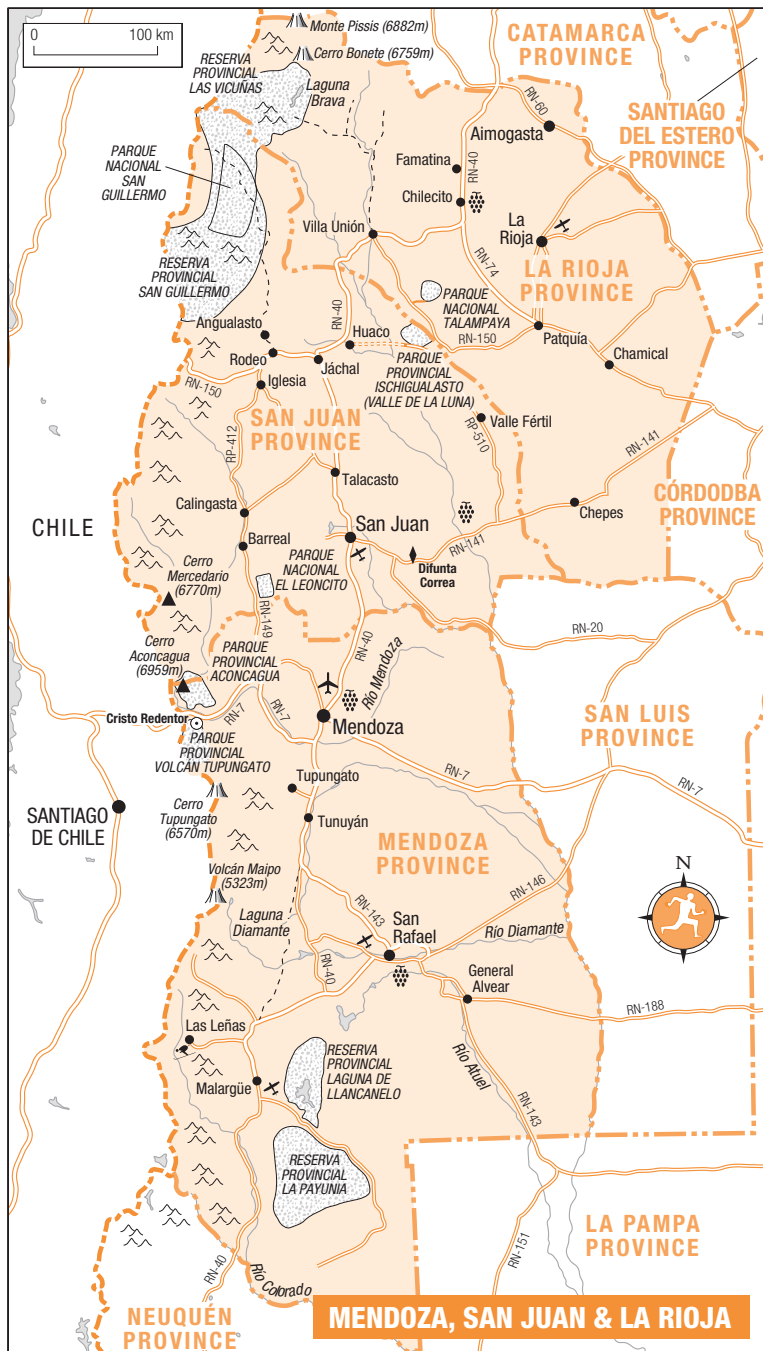 0 100 km
Monte Pissis (6882m)
Cerro Bonete (6759m)
CATAMARCA
PROVINCE
RESERVA
PROVINCIAL
LAS VICUÑAS
Laguna
Brava
RN-60
Aimogasta
SANTIAGO
DEL ESTERO
PROVINCE
PARQUE
NACIONAL
SAN
GUILLERMO
Famatina
RN-40
Chilecito
La
Rioja
Villa Unión
RN-74
LA RIOJA
PROVINCE
RESERVA
PROVINCIAL
SAN GUILLERMO
PARQUE
NACIONAL
TALAMPAYA
RN-40
Angualasto
Huaco
RN-150
Patquía
Rodeo
Jáchal
PARQUE
PROVINCIAL
ISCHIGUALASTO
(VALLE DE LA LUNA)
Chamical
RN-150
Iglesia
SAN JUAN
PROVINCE
RP-412
Valle Fértil
RP-510
RN-141
Talacasto
CÓRDODBA
PROVINCE
Calingasta
Chepes
CHILE
San Juan
Barreal
RN-141
Cerro
Mercedario
(6770m)
PARQUE
NACIONAL
EL LEONCITO
Difunta
Correa
RN-149
RN-40
RN-20
Cerro
Aconcagua
(6959m)
PARQUE
PROVINCIAL
ACONCAGUA
Río Mendoza
Cristo Redentor
RN-7
RN-7
Mendoza
SAN LUIS
PROVINCE
PARQUE
PROVINCIAL
VOLCÁN TUPUNGATO
RN-7
RN-7
Tupungato
SANTIAGO
DE CHILE
Cerro
Tupungato
(6570m)
Tunuyán
MENDOZA
PROVINCE
Volcán Maipo
(5323m)
RN-146
N
RN-143
San
Rafael
Laguna
Diamante
Río Diamante
RN-40
General
Alvear
RN-188
Las Leñas
RESERVA
PROVINCIAL
LAGUNA DE
LLANCANELO
Río Atuel
Malargüe
RN-143
RESERVA
PROVINCIAL
LA PAYUNIA
LA PAMPA
PROVINCE
RN-151
RN-40
Río Colorado
NEUQUÉN
PROVINCE
MENDOZA, SAN JUAN & LA RIOJA